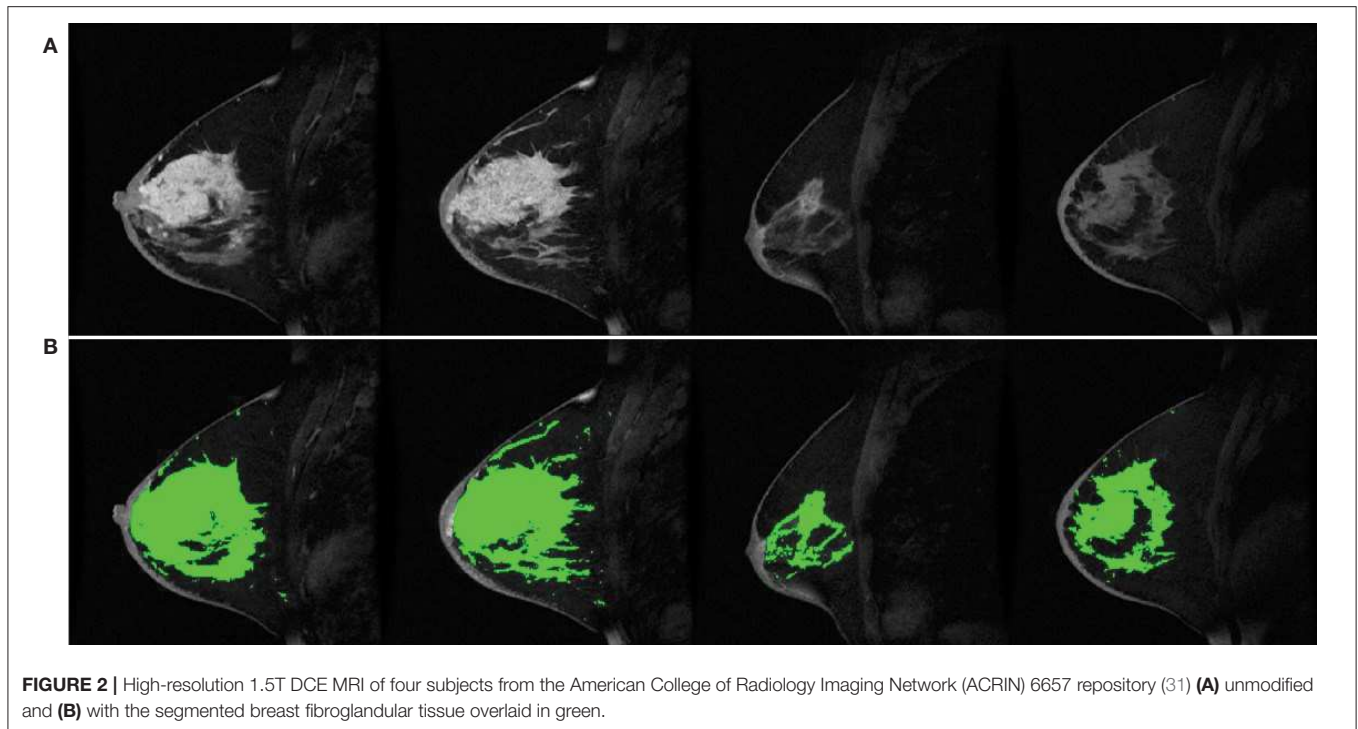 A
B
FIGURE 2 | High-resolution 1.5T DCE MRI of four subjects from the American College of Radiology Imaging Network (ACRIN) 6657 repository (31) (A) unmodified
and (B) with the segmented breast fibroglandular tissue overlaid in green.